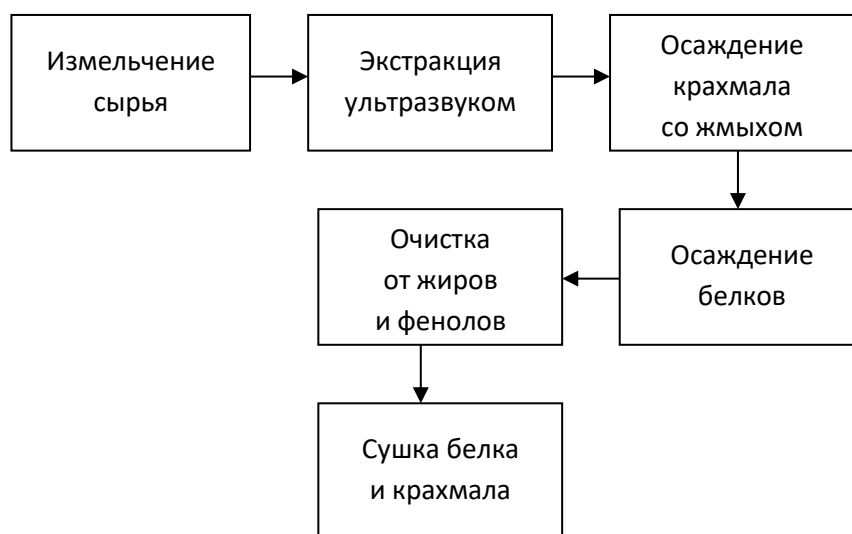 Измельчение
сырья
Экстракция
ультразвуком
Осаждение
крахмала
со жмыхом
Осаждение
белков
Очистка
от жиров
и фенолов
Сушка белка
и крахмала